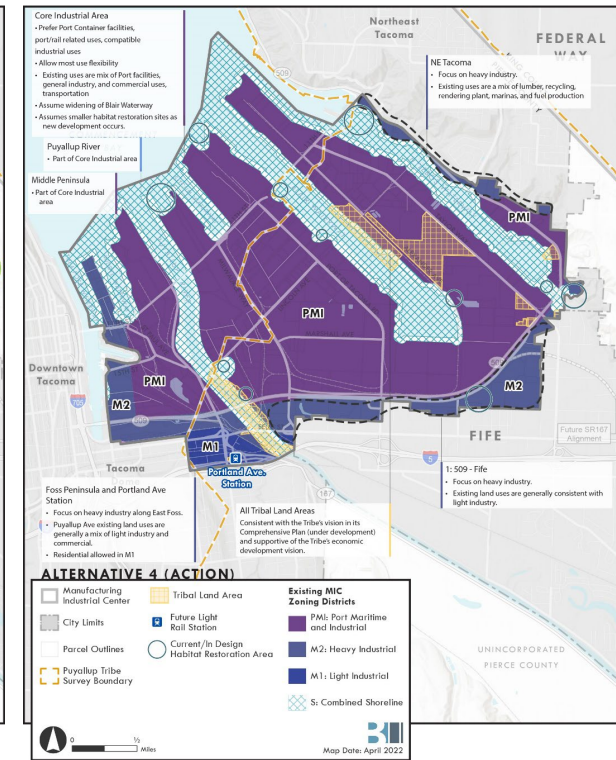 Core Industrial Area
• Prefer Port Container facilities,
port/rail related uses, compatible
industrial uses
• Allow most use flexibility
• Existing uses are mix of Port facilities,
general industry, and commercial uses,
transportation
• Assume widening of Blair Waterway
• Assumes smaller habitat restoration sites as
new development occurs.
Puyallup River
• Part of Core Industrial area
Middle Peninsula
• Part of Core Industrial
area
Northeast
Tacoma
FEDERAL
WAY
509
NE Tacoma
• Focus on heavy industry.
• Existing uses are a mix of lumber, recycling,
rendering plant, marinas, and fuel production
PMI
PMI
PMI
Downtown
Tacoma
705
M2
509
509
M2
M1
FIFE
Future SR167
Alignment
5
Tacoma
Portland Ave.
Station
187
Foss Peninsula and Portland Ave
Station
• Focus on heavy industry along East Foss.
• Puyallup Ave existing land uses are
generally a mix of light industry and
commercial.
• Residential allowed in M1
All Tribal Land Areas
Consistent with the Tribe's vision in its
Comprehensive Plan (under development)
and supportive of the Tribe's economic
development vision.
1: 509 - Fife
• Focus on heavy industry.
• Existing land uses are generally consistent with
light industry.
ALTERNATIVE 4 (ACTION)
Manufacturing
Industrial Center
City Limits
Parcel Outlines
Puyallup Tribe
Survey Boundary
Tribal Land Area
Future Light
Rail Station
Current/In Design
Habitat Restoration Area
Existing MIC
Zoning Districts
PMI: Port Maritime
and Industrial
M2: Heavy Industrial
M1: Light Industrial
S: Combined Shoreline
0 ½
Miles
Map Date: April 2022
UNINCORPORATED
PIERCE COUNTY